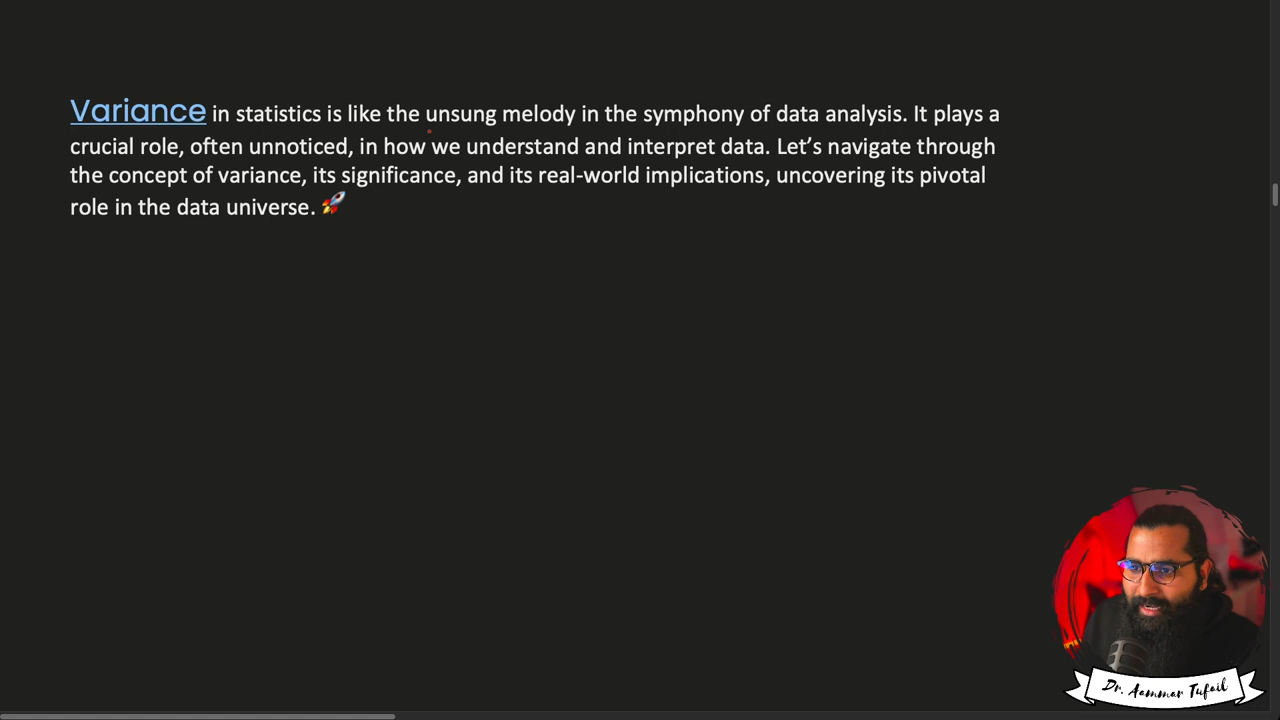 Variance in statistics is like the unsung melody in the symphony of data analysis. It plays a
crucial role, often unnoticed, in how we understand and interpret data. Let’s navigate through
the concept of variance, its significance, and its real-world implications, uncovering its pivotal
role in the data universe. 🚀
Dr. Aammar Tufail